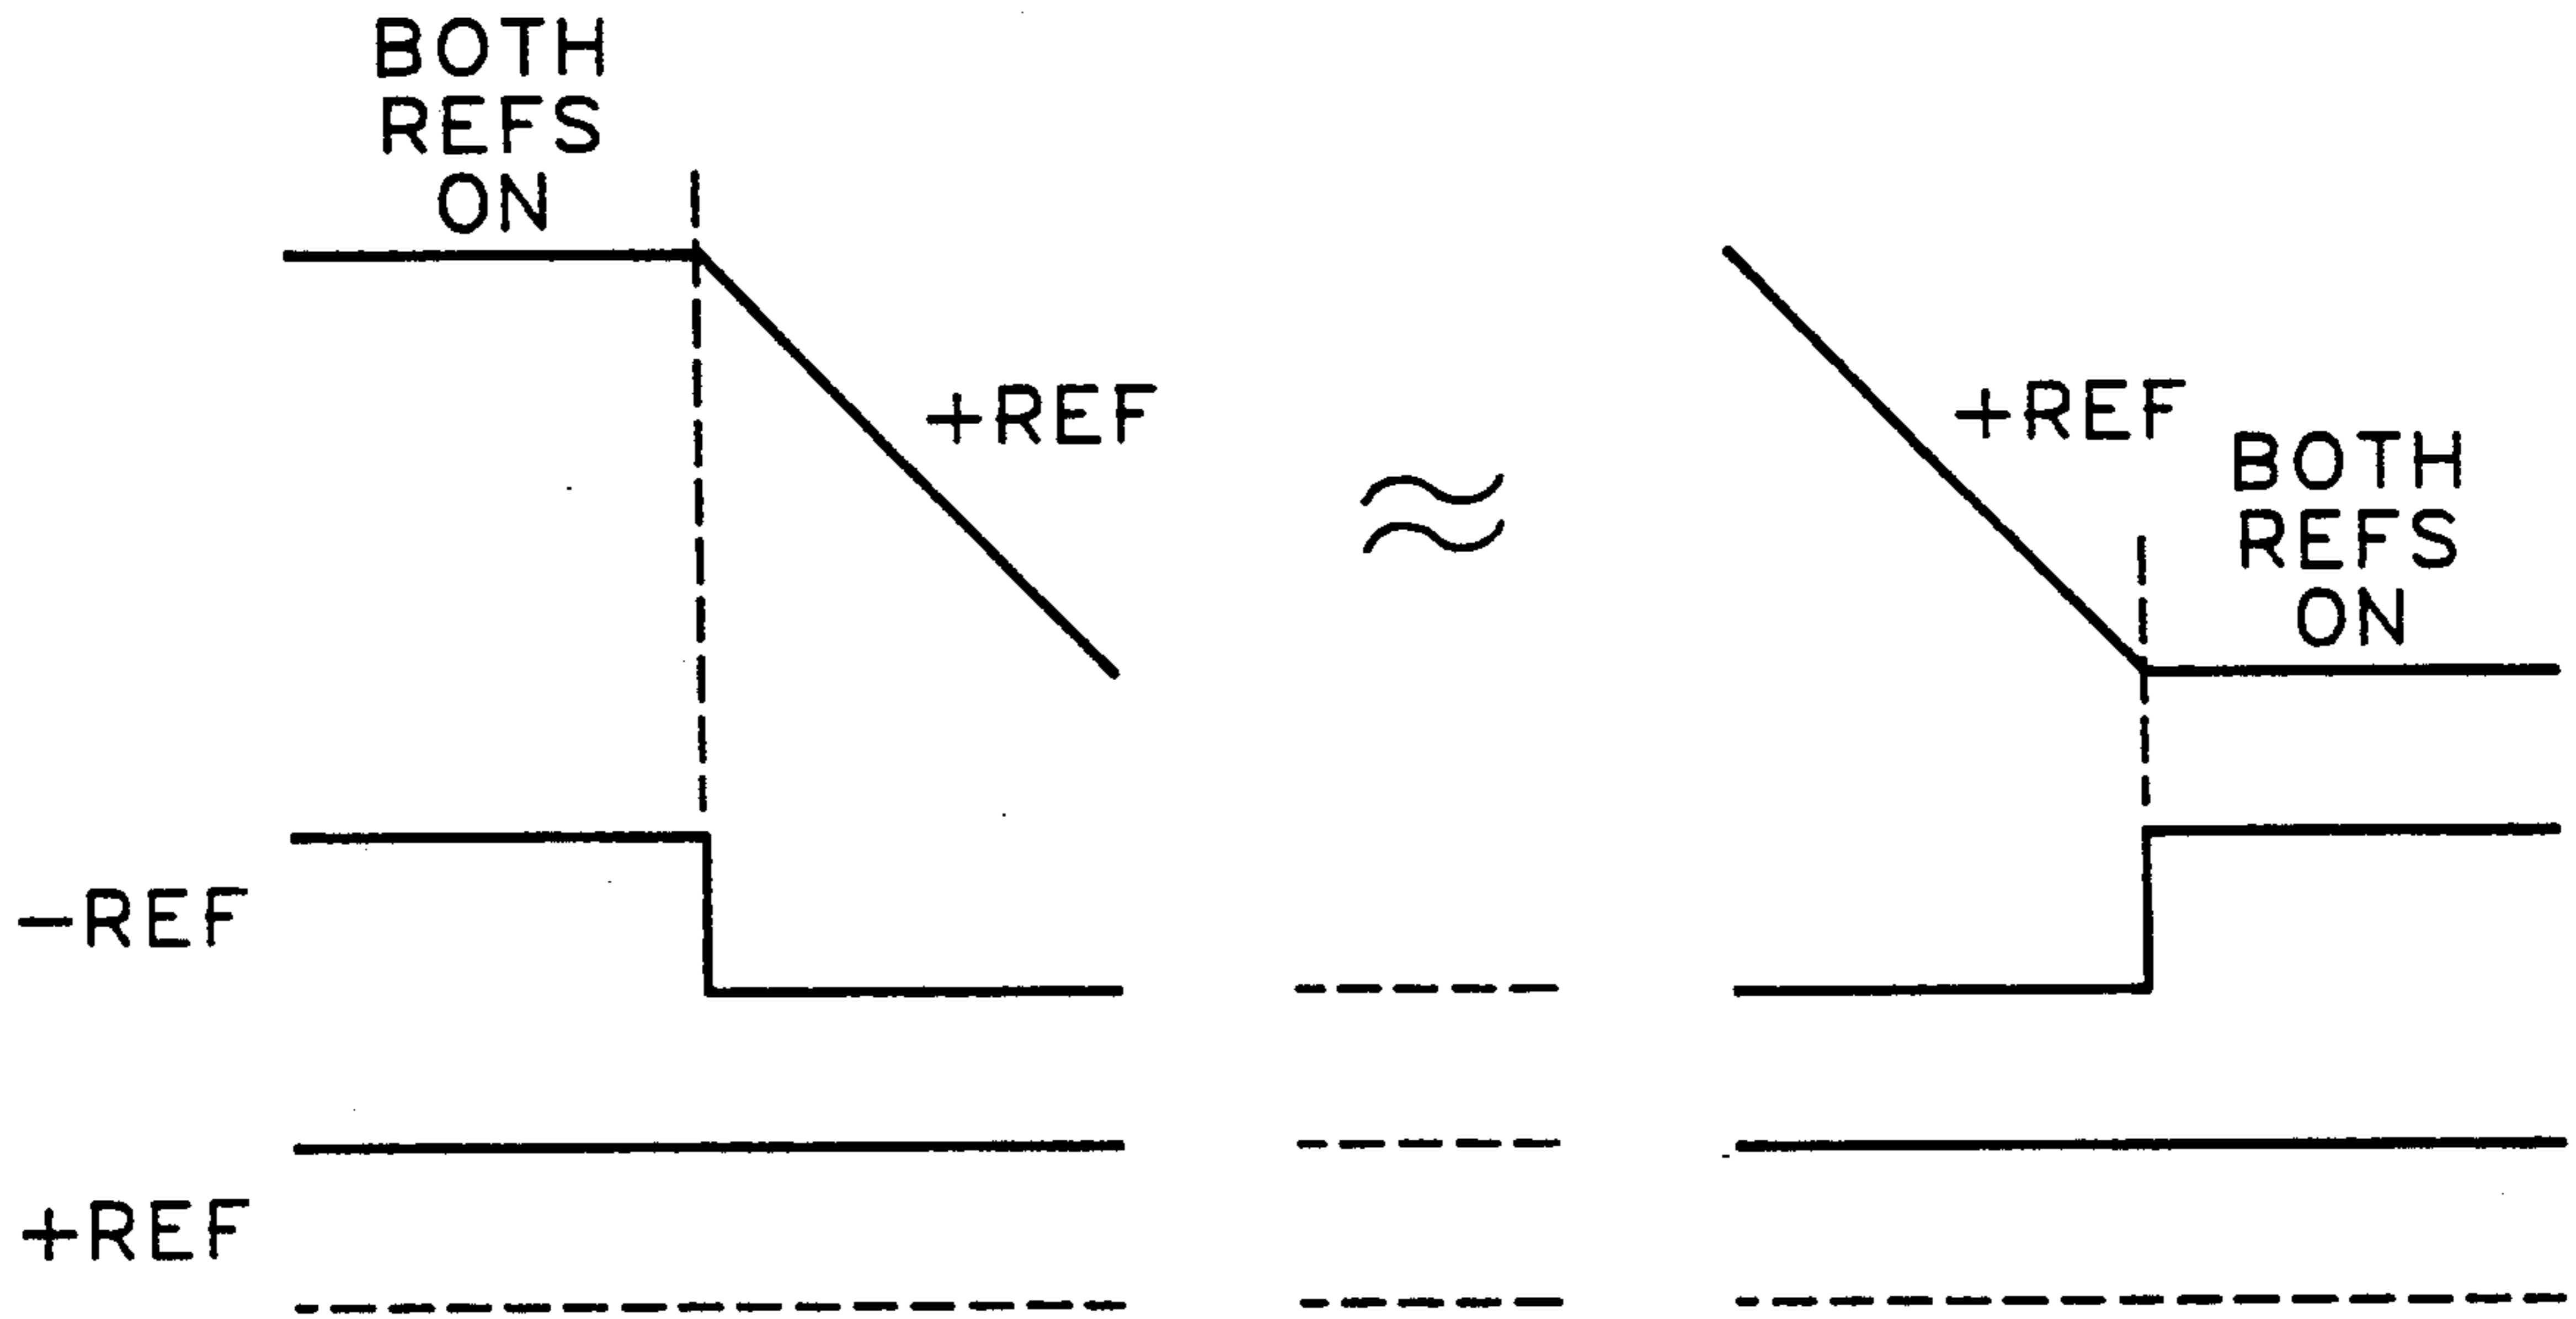 BOTH
REFS
ON
+REF
+REF
BOTH
REFS
ON
−REF
+REF